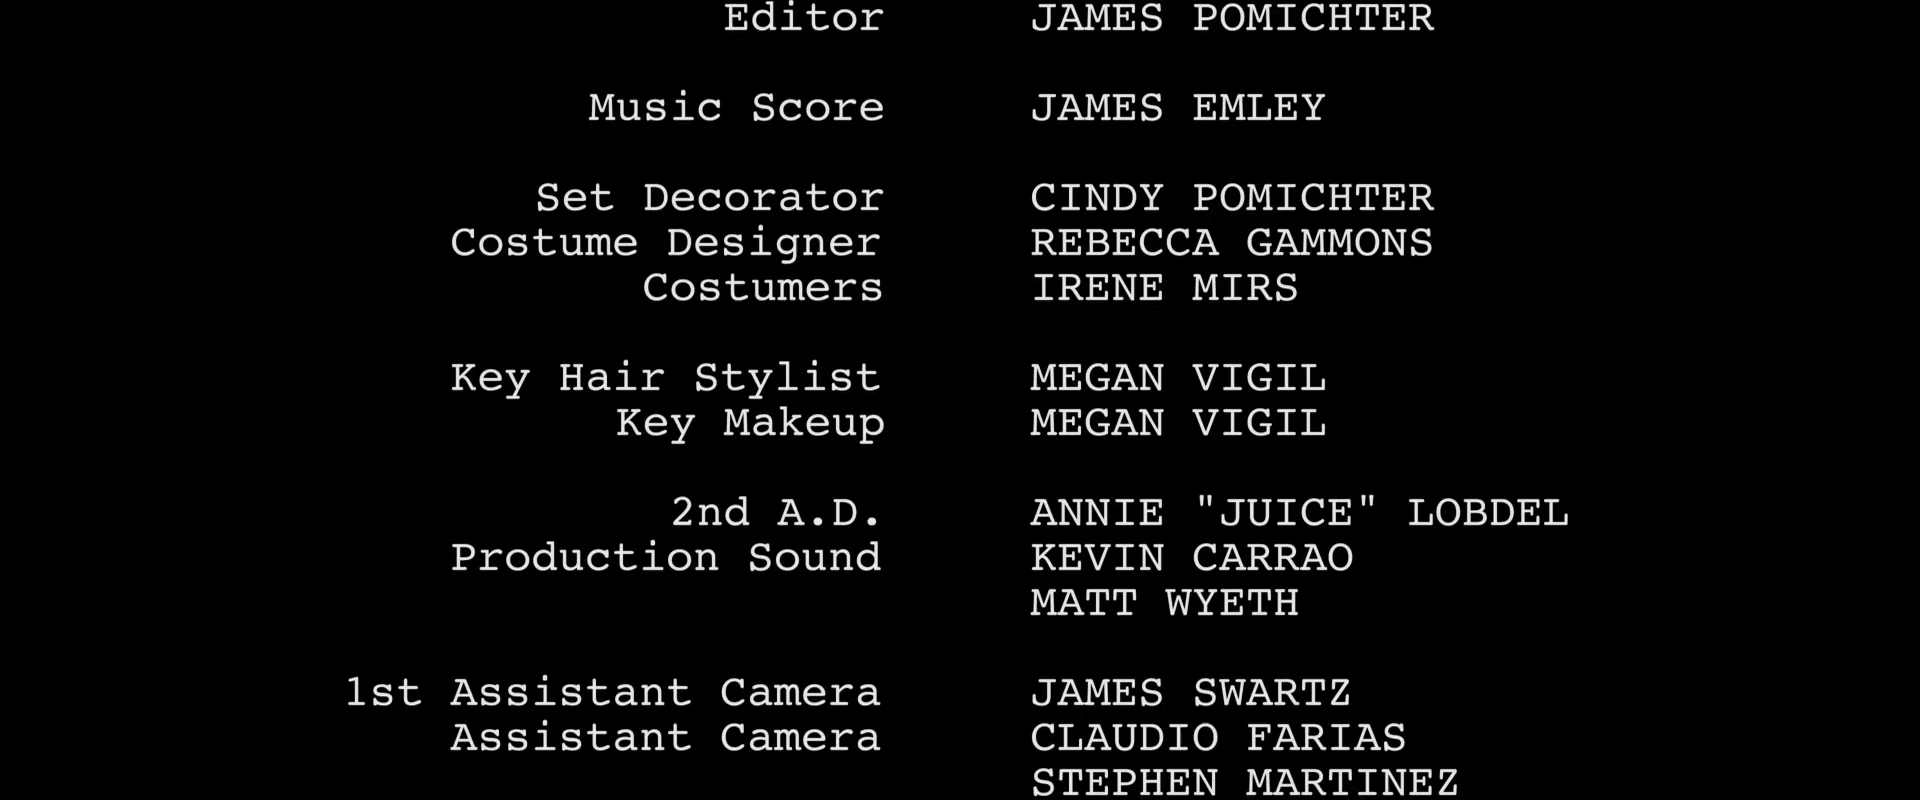 Editor JAMES POMICHTER
Music Score JAMES EMLEY
Set Decorator CINDY POMICHTER
Costume Designer REBECCA GAMMONS
Costumers IRENE MIRS
Key Hair Stylist MEGAN VIGIL
Key Makeup MEGAN VIGIL
2nd A.D. ANNIE "JUICE" LOBDEL
Production Sound KEVIN CARRAO
MATT WYETH
1st Assistant Camera JAMES SWARTZ
Assistant Camera CLAUDIO FARIAS
STEPHEN MARTINEZ